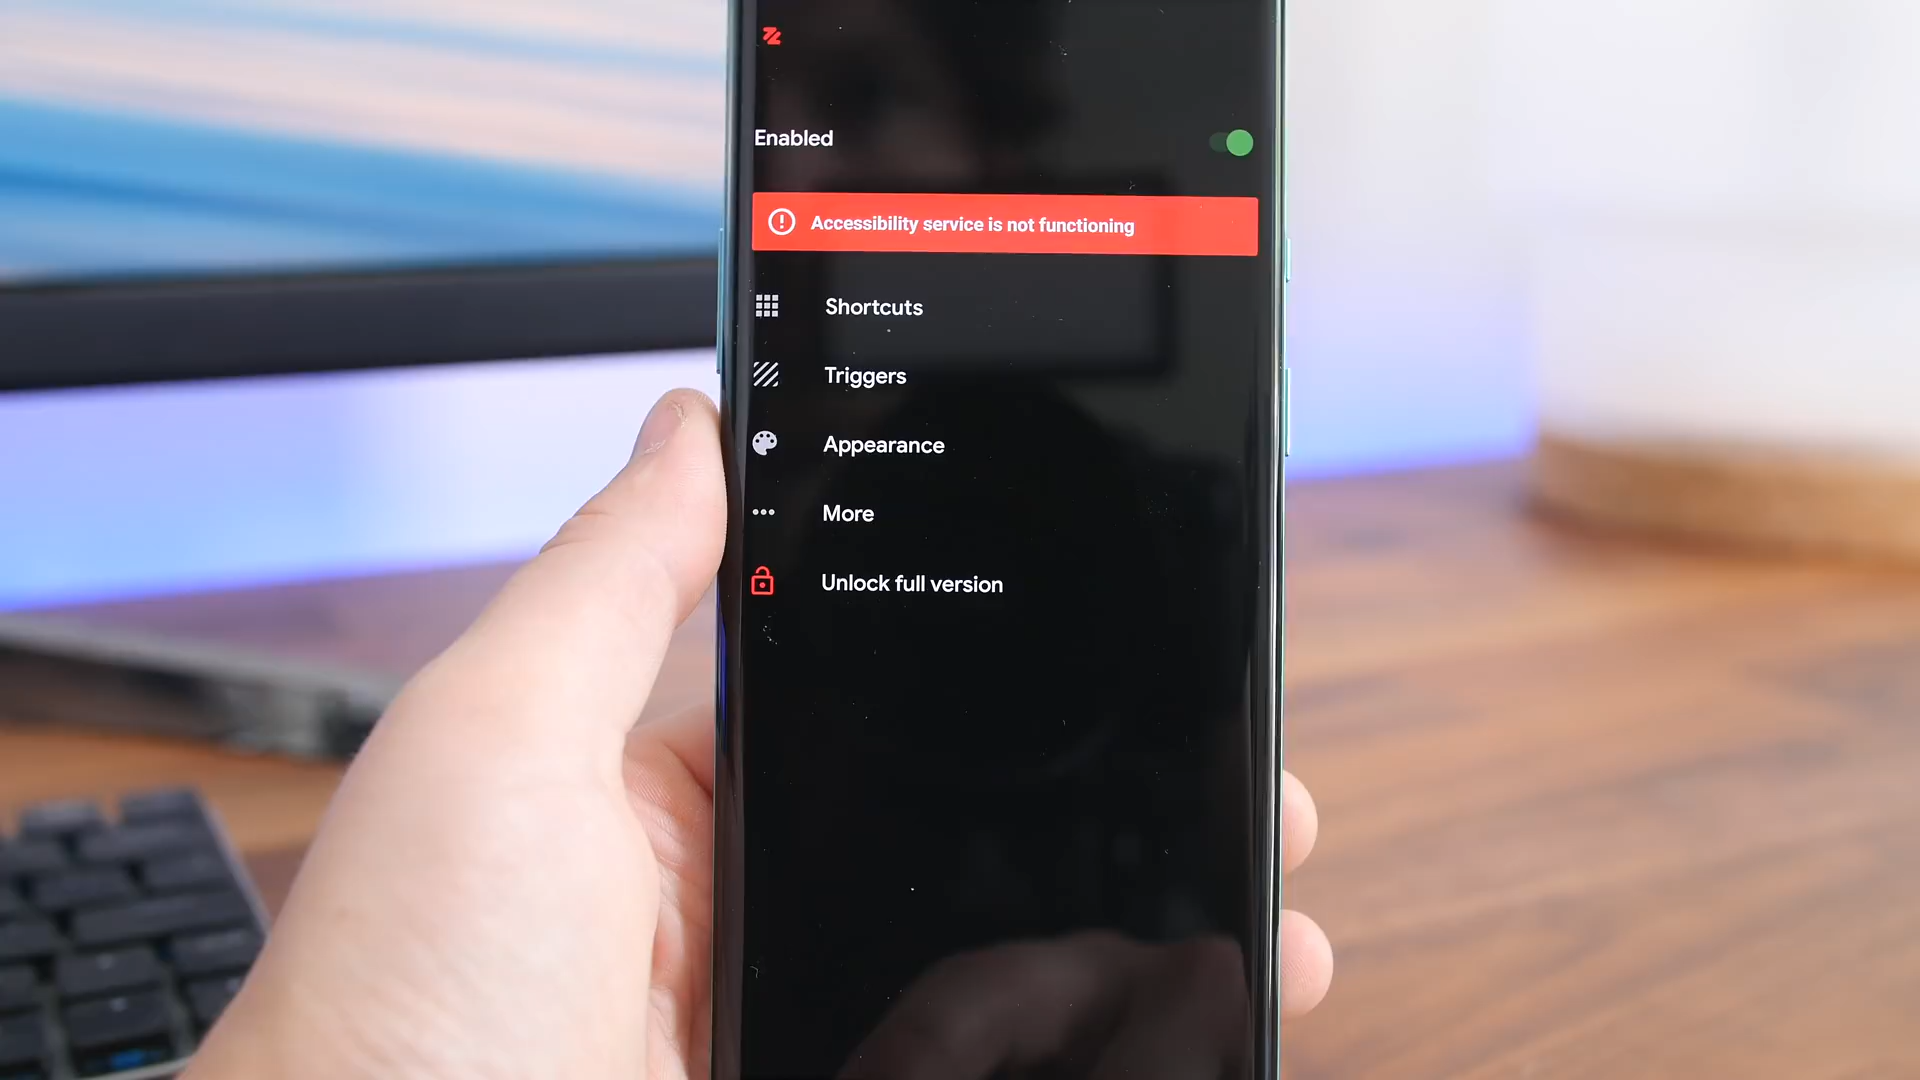 Enabled
Accessibility service is not functioning
Shortcuts
Triggers
Appearance
More
Unlock full version